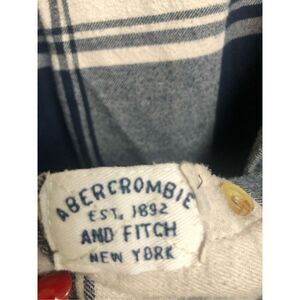 ABERCROMBIE
EST. 1892
AND FITCH
NEW YORK